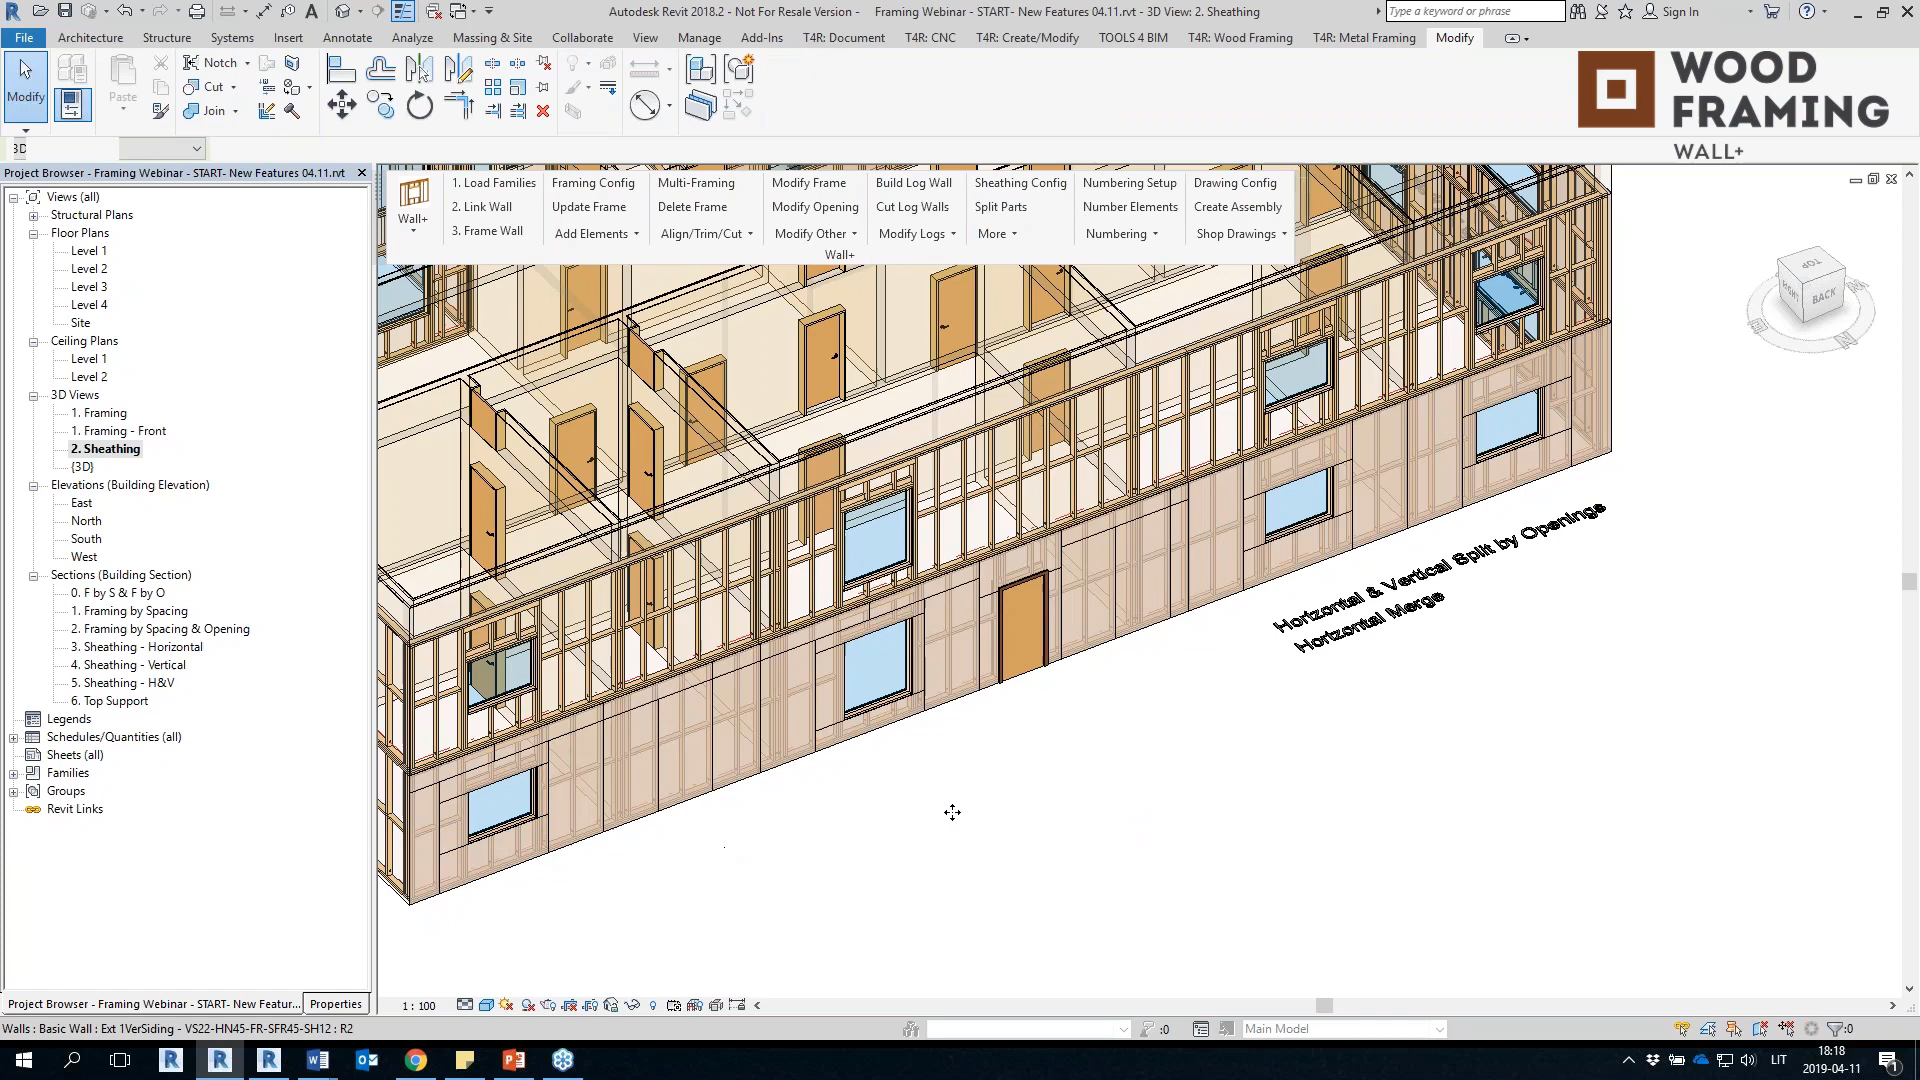 Autodesk Revit 2018.2 - Not For Resale Version - Framing Webinar - START- New Features 04.11.rvt - 3D View: 2. Sheathing
Type a keyword or phrase
Sign In
File Architecture Structure Systems Insert Annotate Analyze Massing & Site Collaborate View Manage Add-Ins T4R: Document T4R: CNC T4R: Create/Modify TOOLS 4 BIM T4R: Wood Framing T4R: Metal Framing Modify
Modify
Paste
Notch
Cut
Join
WOOD
FRAMING
WALL+
3D
Project Browser - Framing Webinar - START- New Features 04.11.rvt
Views (all)
Structural Plans
Floor Plans
Level 1
Level 2
Level 3
Level 4
Site
Ceiling Plans
Level 1
Level 2
3D Views
1. Framing
1. Framing - Front
2. Sheathing
{3D}
Elevations (Building Elevation)
East
North
South
West
Sections (Building Section)
0. F by S & F by O
1. Framing by Spacing
2. Framing by Spacing & Opening
3. Sheathing - Horizontal
4. Sheathing - Vertical
5. Sheathing - H&V
6. Top Support
Legends
Schedules/Quantities (all)
Sheets (all)
Families
Groups
Revit Links
Wall+
1. Load Families Framing Config Multi-Framing Modify Frame Build Log Wall Sheathing Config Numbering Setup Drawing Config
2. Link Wall Update Frame Delete Frame Modify Opening Cut Log Walls Split Parts Number Elements Create Assembly
3. Frame Wall Add Elements Align/Trim/Cut Modify Other Modify Logs More Numbering Shop Drawings
Wall+
TOP
RIGHT
BACK
N
Horizontal & Vertical Split by Openings
Horizontal Merge
Project Browser - Framing Webinar - START- New Featur...
Properties
1 : 100
Walls : Basic Wall : Ext 1VerSiding - VS22-HN45-FR-SFR45-SH12 : R2
:0
Main Model
:0
LIT
18:18
2019-04-11
1